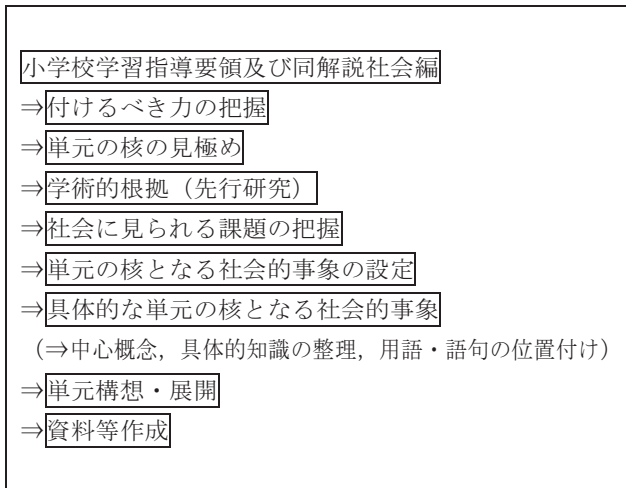 小学校学習指導要領及び同解説社会編
⇒付けるべき力の把握
⇒単元の核の見極め
⇒学術的根拠（先行研究）
⇒社会に見られる課題の把握
⇒単元の核となる社会的事象の設定
⇒具体的な単元の核となる社会的事象
（⇒中心概念，具体的知識の整理，用語・語句の位置付け）
⇒単元構想・展開
⇒資料等作成